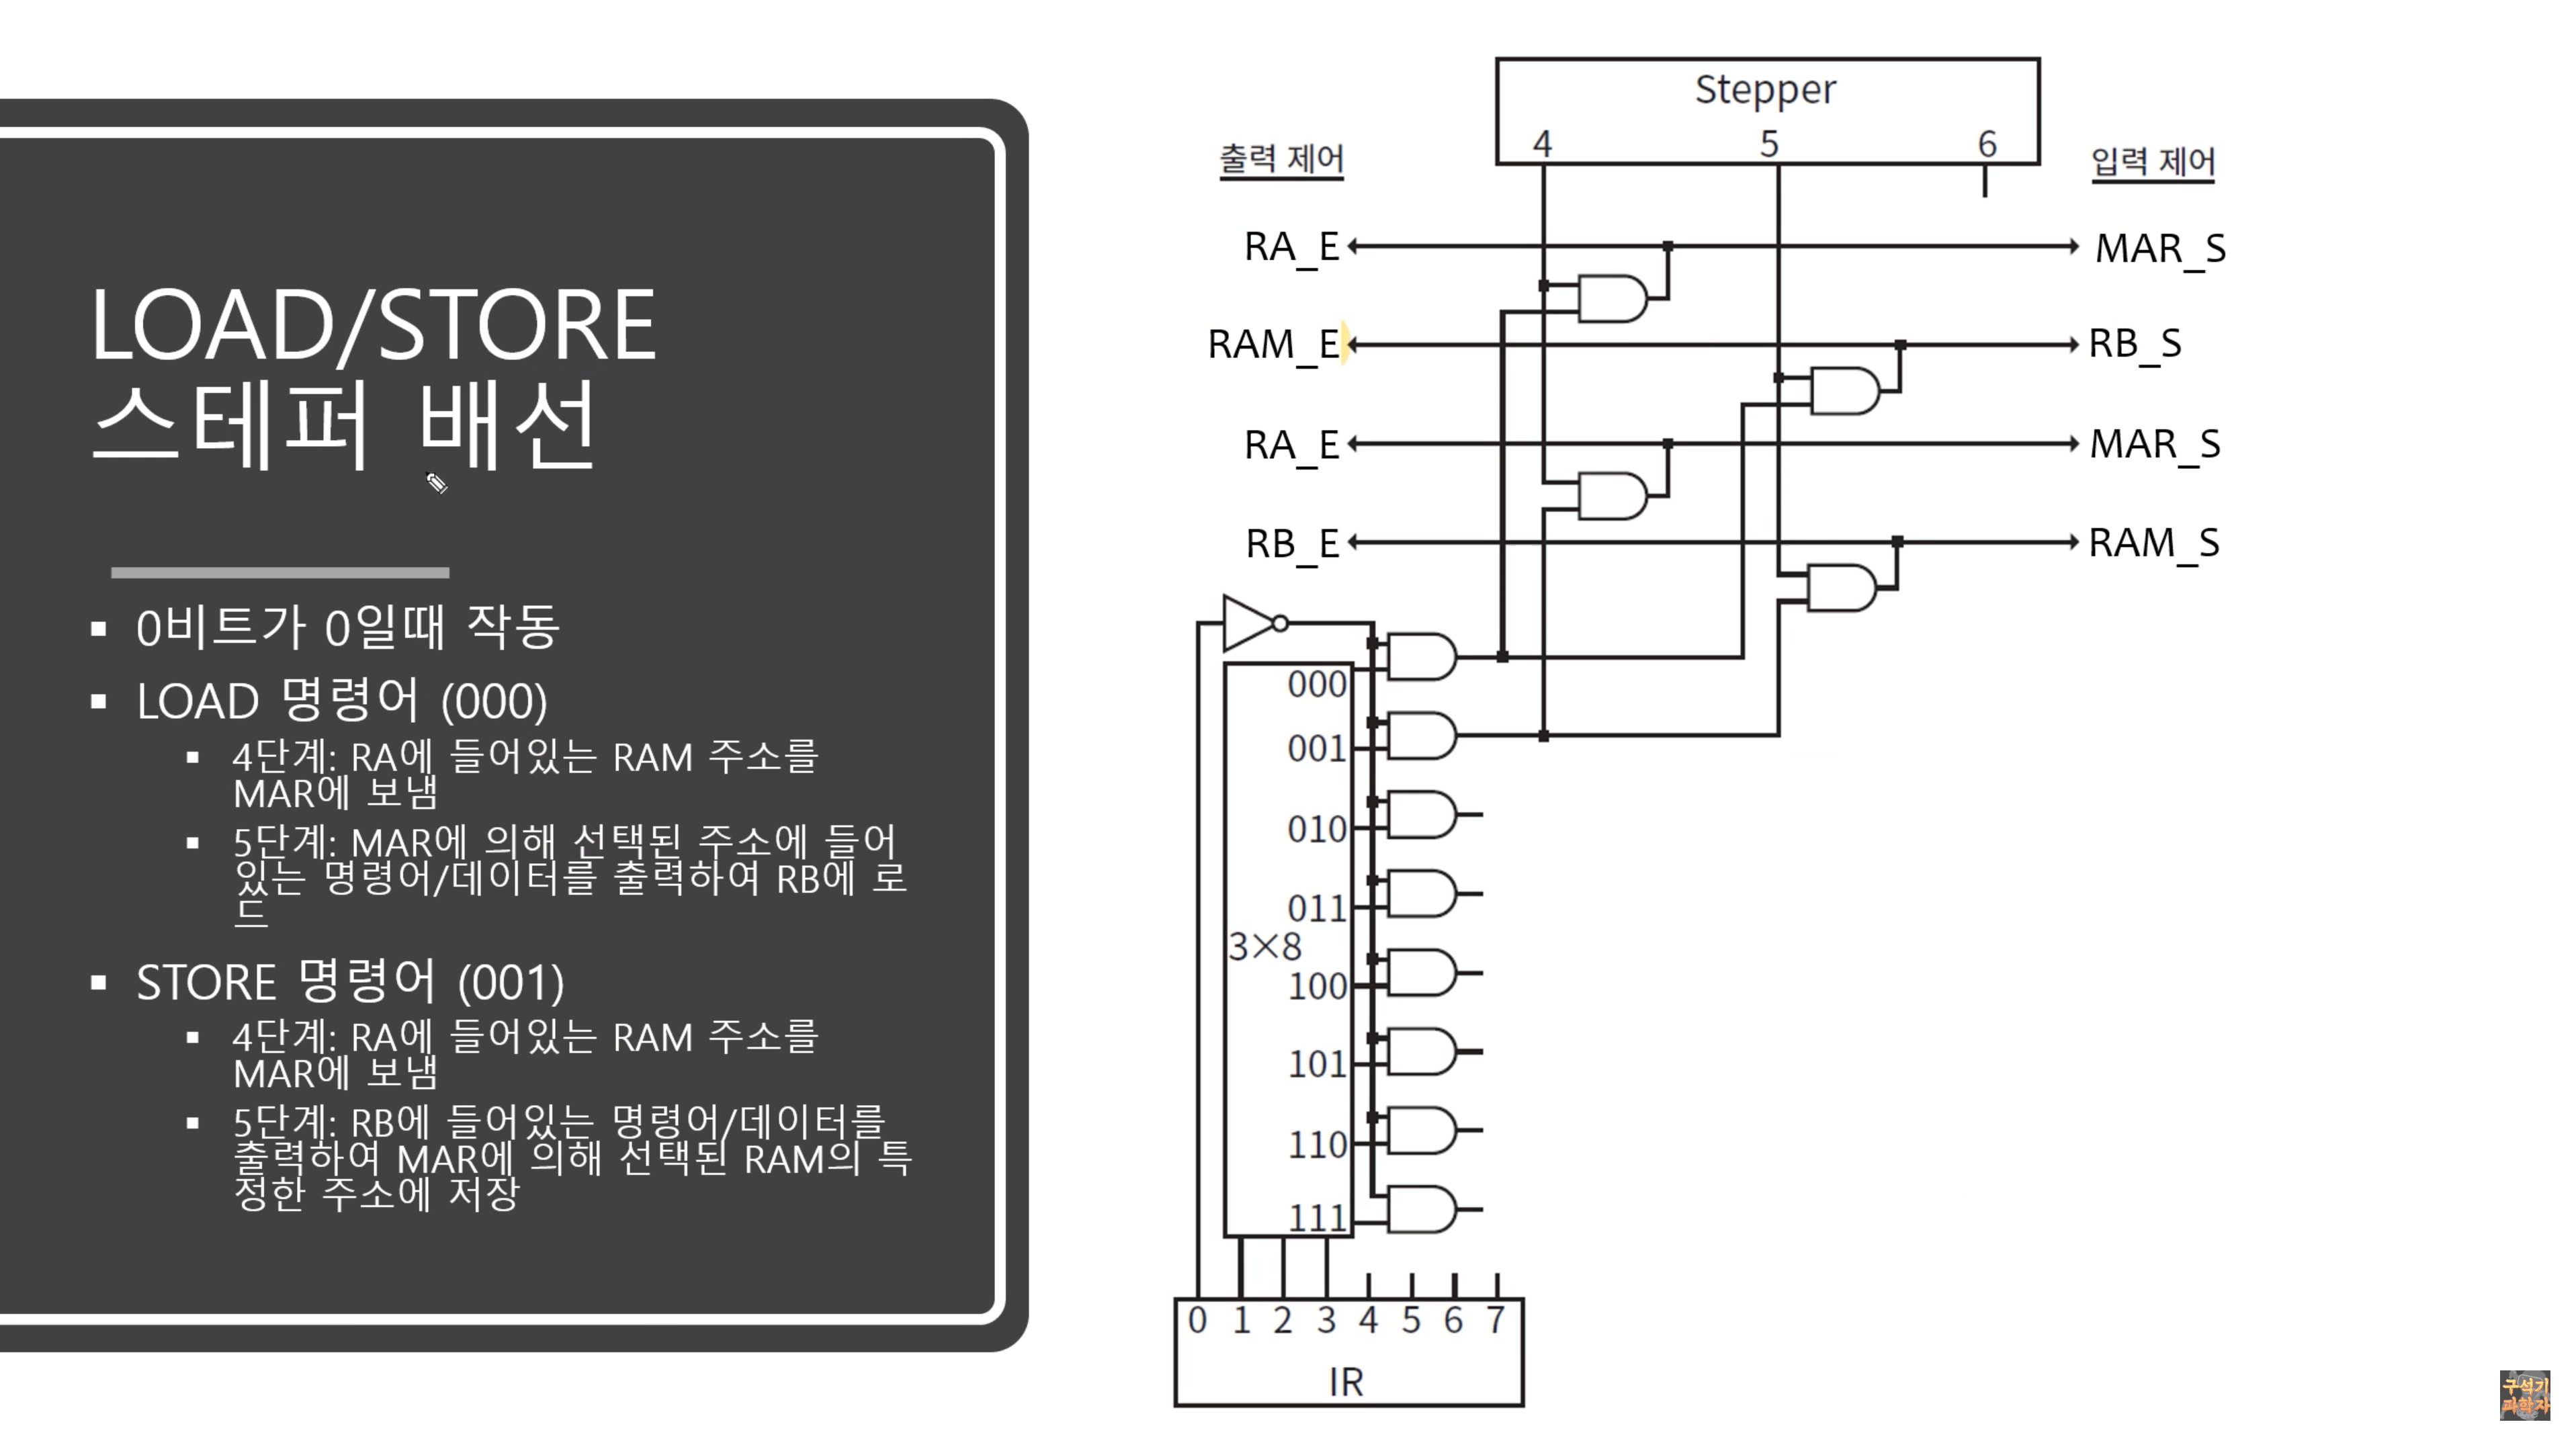 LOAD/STORE
스테퍼 배선
0비트가 0일때 작동
LOAD 명령어 (000)
4단계: RA에 들어있는 RAM 주소를
MAR에 보냄
5단계: MAR에 의해 선택된 주소에 들어
있는 명령어/데이터를 출력하여 RB에 로
드
STORE 명령어 (001)
4단계: RA에 들어있는 RAM 주소를
MAR에 보냄
5단계: RB에 들어있는 명령어/데이터를
출력하여 MAR에 의해 선택된 RAM의 특
정한 주소에 저장
Stepper
4 5 6
출력 제어 입력 제어
RA_E MAR_S
RAM_E RB_S
RA_E MAR_S
RB_E RAM_S
000
001
010
011
3×8
100
101
110
111
0 1 2 3 4 5 6 7
IR
구석기
과학자